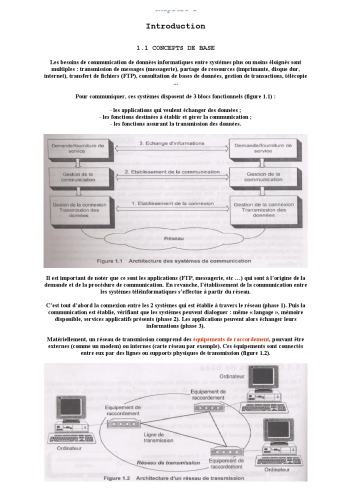 Introduction
1.1 CONCEPTS DE BASE
Les besoins de communication de données informatiques entre systèmes plus ou moins éloignés sont
multiples : transmission de messages (messagerie), partage de ressources (imprimante, disque dur,
internet), transfert de fichiers (FTP), consultation de bases de données, gestion de transactions, télécopie
...
Pour communiquer, ces systèmes disposent de 3 blocs fonctionnels (figure 1.1) :
- les applications qui veulent échanger des données ;
- les fonctions destinées à établir et gérer la communication ;
- les fonctions assurant la transmission des données.
Demande/fourniture de
service
3. Echange d'informations
Demande/fourniture de
service
Gestion de la
communication
2. Etablissement de la communication
Gestion de la
communication
Gestion de la connexion
Transmission des
données
1. Etablissement de la connexion
Gestion de la connexion
Transmission des
données
Réseau
Figure 1.1 Architecture des systèmes de communication
Il est important de noter que ce sont les applications (FTP, messagerie, etc ...) qui sont à l'origine de la
demande et de la procédure de communication. En revanche, l'établissement de la communication entre
les systèmes téléinformatiques s'effectue à partir du réseau.
C'est tout d'abord la connexion entre les 2 systèmes qui est établie à travers le réseau (phase 1). Puis la
communication est établie, vérifiant que les systèmes peuvent dialoguer : même « langage », mémoire
disponible, services applicatifs présents (phase 2). Les applications peuvent alors échanger leurs
informations (phase 3).
Matériellement, un réseau de transmission comprend des équipements de raccordement, pouvant être
externes (comme un modem) ou internes (carte réseau par exemple). Ces équipements sont connectés
entre eux par des lignes ou supports physiques de transmission (figure 1.2).
Ordinateur
Equipement de
raccordement
Equipement de
raccordement
Ligne de
transmission
Ordinateur
Réseau de transmission
Equipement de
raccordement
Ordinateur
Figure 1.2 Architecture d'un réseau de transmission